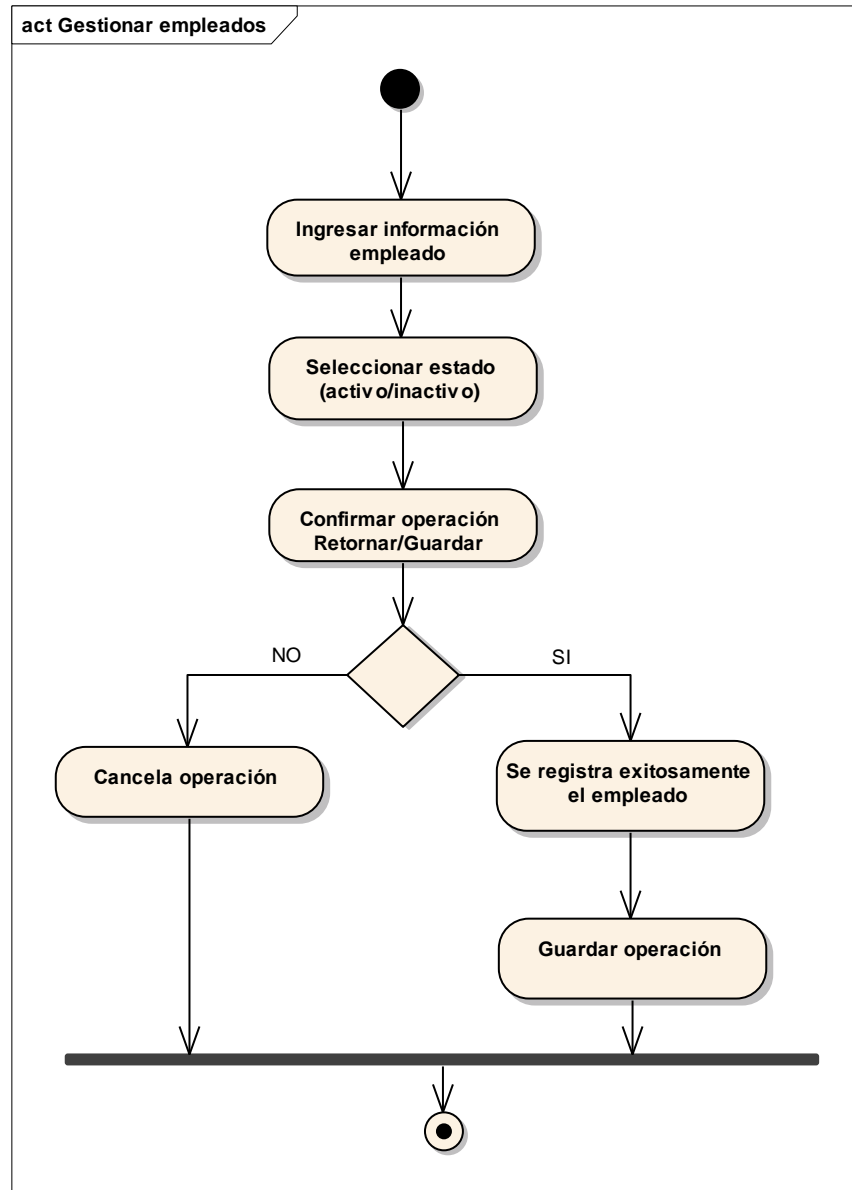 act Gestionar empleados
Ingresar información
empleado
Seleccionar estado
(activo/inactivo)
Confirmar operación
Retornar/Guardar
NO
SI
Cancela operación
Se registra exitosamente
el empleado
Guardar operación